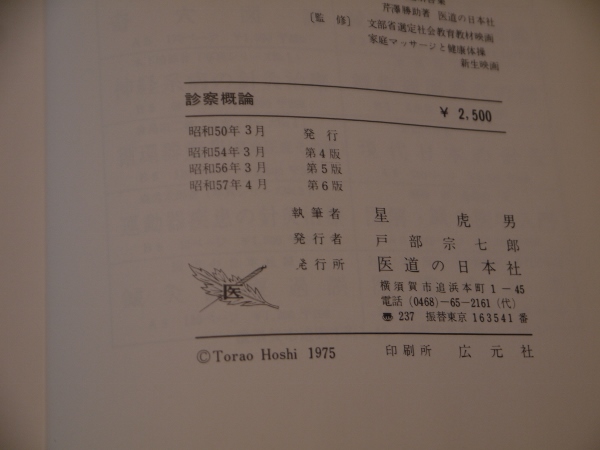 芹澤勝助著 医道の日本社
〔監 修〕 文部省選定社会教育教材映画
家庭マッサージと健康体操
新生映画
診察概論
¥ 2,500
昭和50年3月 発行
昭和54年3月 第4版
昭和56年3月 第5版
昭和57年4月 第6版
執筆者 星 虎男
発行者 戸部宗七郎
発行所 医道の日本社
横須賀市追浜本町1-45
電話 (0468)-65-2161 (代)
☎ 237 振替東京 163541 番
医
©Torao Hoshi 1975
印刷所 広元社